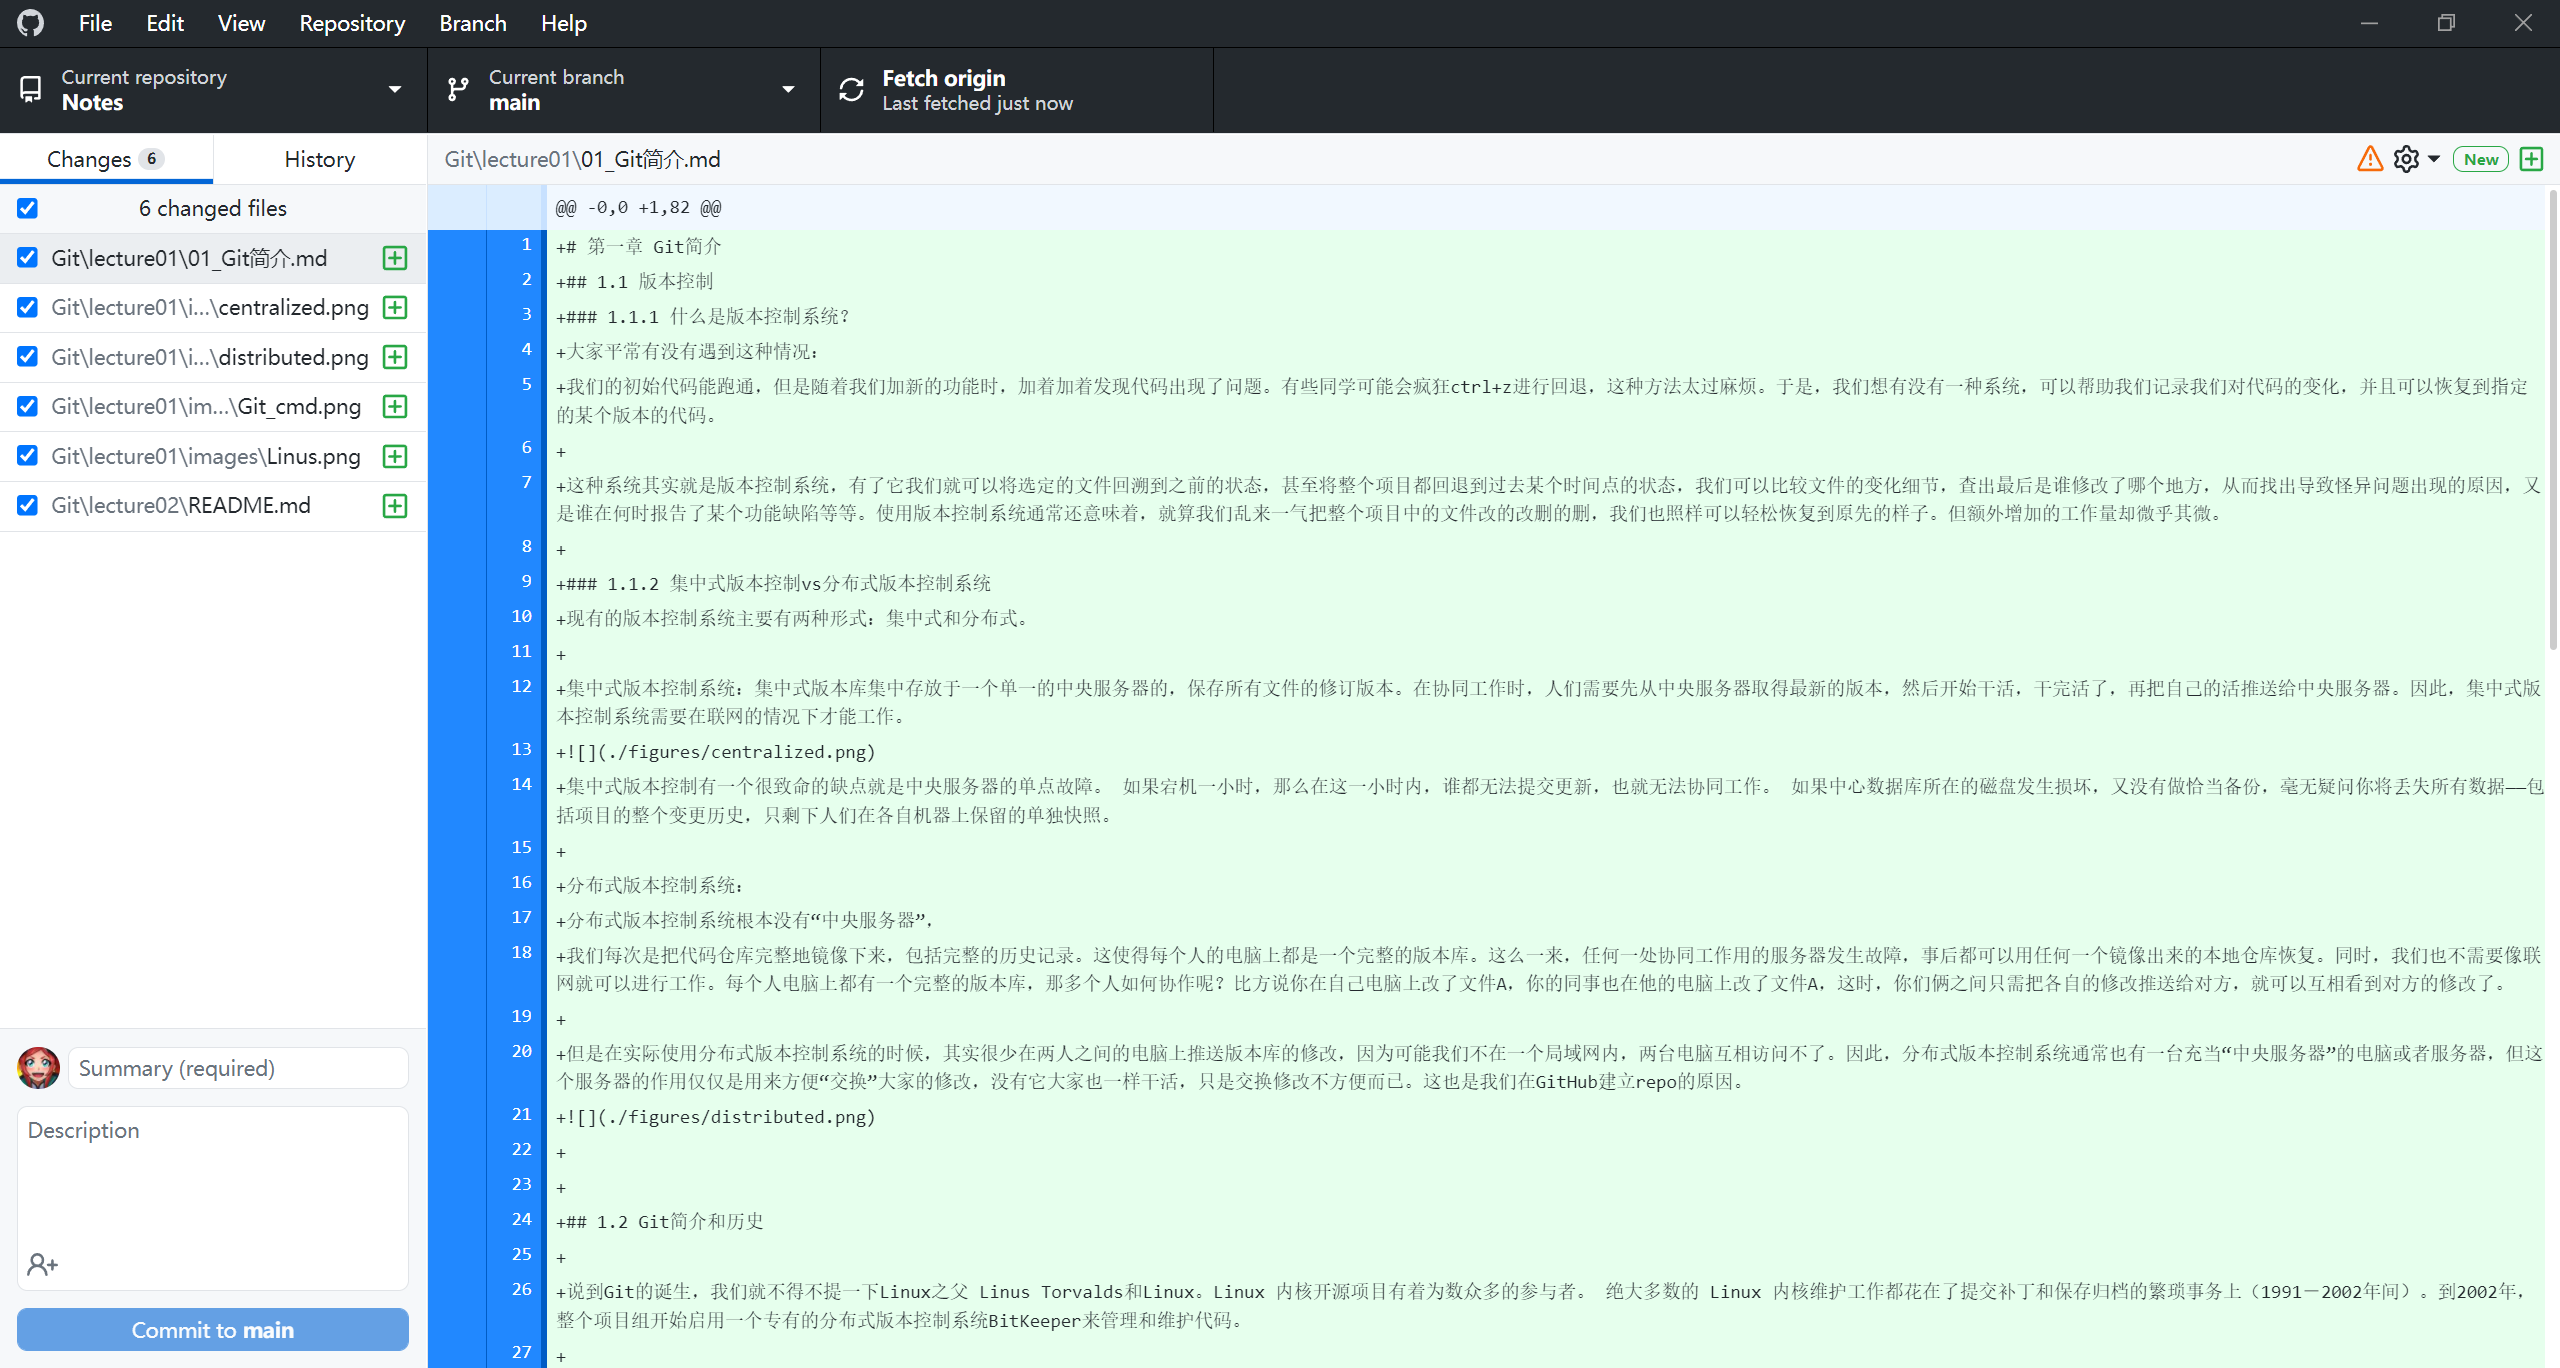 File Edit View Repository Branch Help
Current repository
Notes
Current branch
main
Fetch origin
Last fetched just now
Changes 6
History
6 changed files
Git\lecture01\01_Git简介.md
Git\lecture01\i...\centralized.png
Git\lecture01\i...\distributed.png
Git\lecture01\im...\Git_cmd.png
Git\lecture01\images\Linus.png
Git\lecture02\README.md
Summary (required)
Description
Commit to main
Git\lecture01\01_Git简介.md
New
@@ -0,0 +1,82 @@
1 +# 第一章 Git简介
2 +## 1.1 版本控制
3 +### 1.1.1 什么是版本控制系统？
4 +大家平常有没有遇到这种情况：
5 +我们的初始代码能跑通，但是随着我们加新的功能时，加着加着发现代码出现了问题。有些同学可能会疯狂ctrl+z进行回退，这种方法太过麻烦。于是，我们想有没有一种系统，可以帮助我们记录我们对代码的变化，并且可以恢复到指定
的某个版本的代码。
6 +
7 +这种系统其实就是版本控制系统，有了它我们就可以将选定的文件回溯到之前的状态，甚至将整个项目都回退到过去某个时间点的状态，我们可以比较文件的变化细节，查出最后是谁修改了哪个地方，从而找出导致怪异问题出现的原因，又
是谁在何时报告了某个功能缺陷等等。使用版本控制系统通常还意味着，就算我们乱来一气把整个项目中的文件改的改删的删，我们也照样可以轻松恢复到原先的样子。但额外增加的工作量却微乎其微。
8 +
9 +### 1.1.2 集中式版本控制vs分布式版本控制系统
10 +现有的版本控制系统主要有两种形式：集中式和分布式。
11 +
12 +集中式版本控制系统：集中式版本库集中存放于一个单一的中央服务器的，保存所有文件的修订版本。在协同工作时，人们需要先从中央服务器取得最新的版本，然后开始干活，干完活了，再把自己的活推送给中央服务器。因此，集中式版
本控制系统需要在联网的情况下才能工作。
13 +![](./figures/centralized.png)
14 +集中式版本控制有一个很致命的缺点就是中央服务器的单点故障。 如果宕机一小时，那么在这一小时内，谁都无法提交更新，也就无法协同工作。 如果中心数据库所在的磁盘发生损坏，又没有做恰当备份，毫无疑问你将丢失所有数据——包
括项目的整个变更历史，只剩下人们在各自机器上保留的单独快照。
15 +
16 +分布式版本控制系统：
17 +分布式版本控制系统根本没有“中央服务器”，
18 +我们每次是把代码仓库完整地镜像下来，包括完整的历史记录。这使得每个人的电脑上都是一个完整的版本库。这么一来，任何一处协同工作用的服务器发生故障，事后都可以用任何一个镜像出来的本地仓库恢复。同时，我们也不需要像联
网就可以进行工作。每个人电脑上都有一个完整的版本库，那多个人如何协作呢？比方说你在自己电脑上改了文件A，你的同事也在他的电脑上改了文件A，这时，你们俩之间只需把各自的修改推送给对方，就可以互相看到对方的修改了。
19 +
20 +但是在实际使用分布式版本控制系统的时候，其实很少在两人之间的电脑上推送版本库的修改，因为可能我们不在一个局域网内，两台电脑互相访问不了。因此，分布式版本控制系统通常也有一台充当“中央服务器”的电脑或者服务器，但这
个服务器的作用仅仅是用来方便“交换”大家的修改，没有它大家也一样干活，只是交换修改不方便而已。这也是我们在GitHub建立repo的原因。
21 +![](./figures/distributed.png)
22 +
23 +
24 +## 1.2 Git简介和历史
25 +
26 +说到Git的诞生，我们就不得不提一下Linux之父 Linus Torvalds和Linux。Linux 内核开源项目有着为数众多的参与者。 绝大多数的 Linux 内核维护工作都花在了提交补丁和保存归档的繁琐事务上（1991－2002年间）。到2002年，
整个项目组开始启用一个专有的分布式版本控制系统BitKeeper来管理和维护代码。
27 +